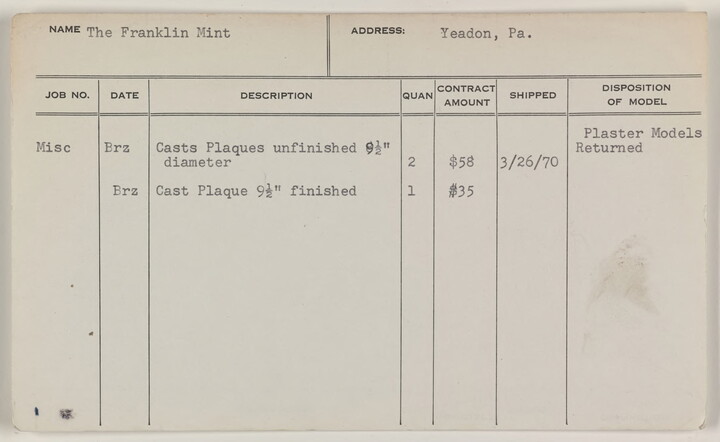 NAME The Franklin Mint ADDRESS: Yeadon, Pa.
JOB NO. DATE DESCRIPTION QUAN CONTRACT AMOUNT SHIPPED DISPOSITION OF MODEL
Plaster Models
Misc Brz Casts Plaques unfinished 9½" Returned
diameter 2 $58 3/26/70
Brz Cast Plaque 9½" finished 1 $35